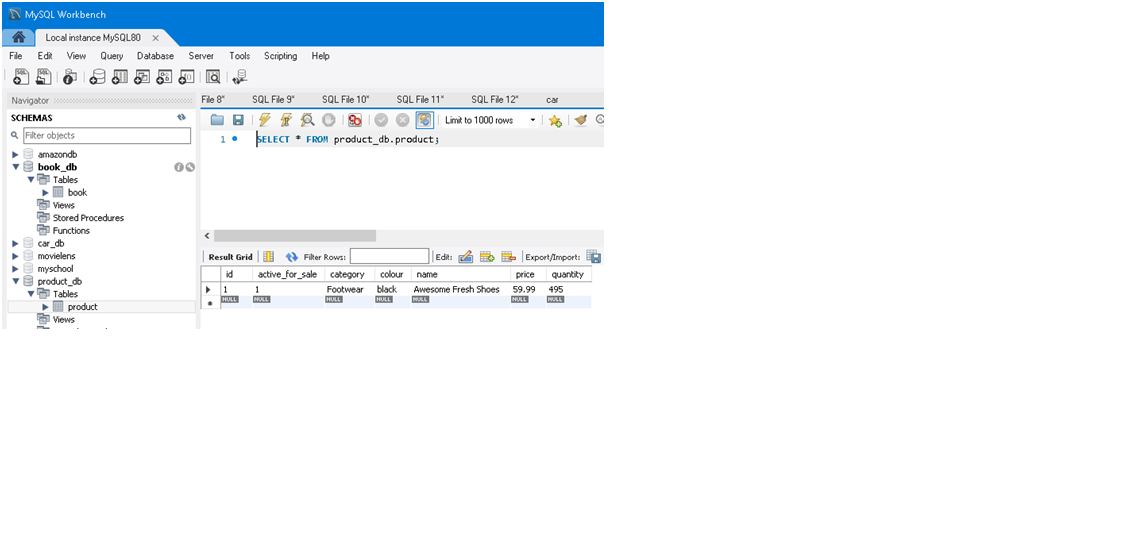 MySQL Workbench
Local instance MySQL80
File Edit View Query Database Server Tools Scripting Help
Navigator
SCHEMAS
Filter objects
amazondb
book_db
Tables
book
Views
Stored Procedures
Functions
car_db
movielens
myschool
product_db
Tables
product
Views
File 8* SQL File 9* SQL File 10* SQL File 11* SQL File 12* car
Limit to 1000 rows
1 SELECT * FROM product_db.product;
Result Grid Filter Rows: Edit: Export/Import:
id active_for_sale category colour name price quantity
1 1 Footwear black Awesome Fresh Shoes 59.99 495
NULL NULL NULL NULL NULL NULL NULL